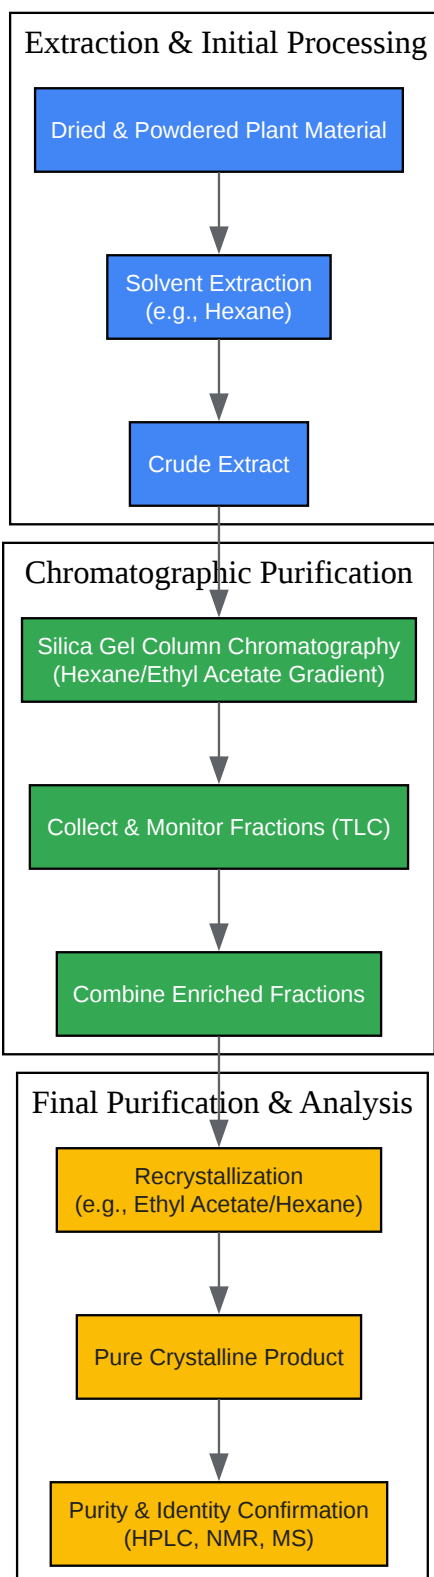 Extraction & Initial Processing
Dried & Powdered Plant Material
Solvent Extraction
(e.g., Hexane)
Crude Extract
Chromatographic Purification
Silica Gel Column Chromatography
(Hexane/Ethyl Acetate Gradient)
Collect & Monitor Fractions (TLC)
Combine Enriched Fractions
Final Purification & Analysis
Recrystallization
(e.g., Ethyl Acetate/Hexane)
Pure Crystalline Product
Purity & Identity Confirmation
(HPLC, NMR, MS)